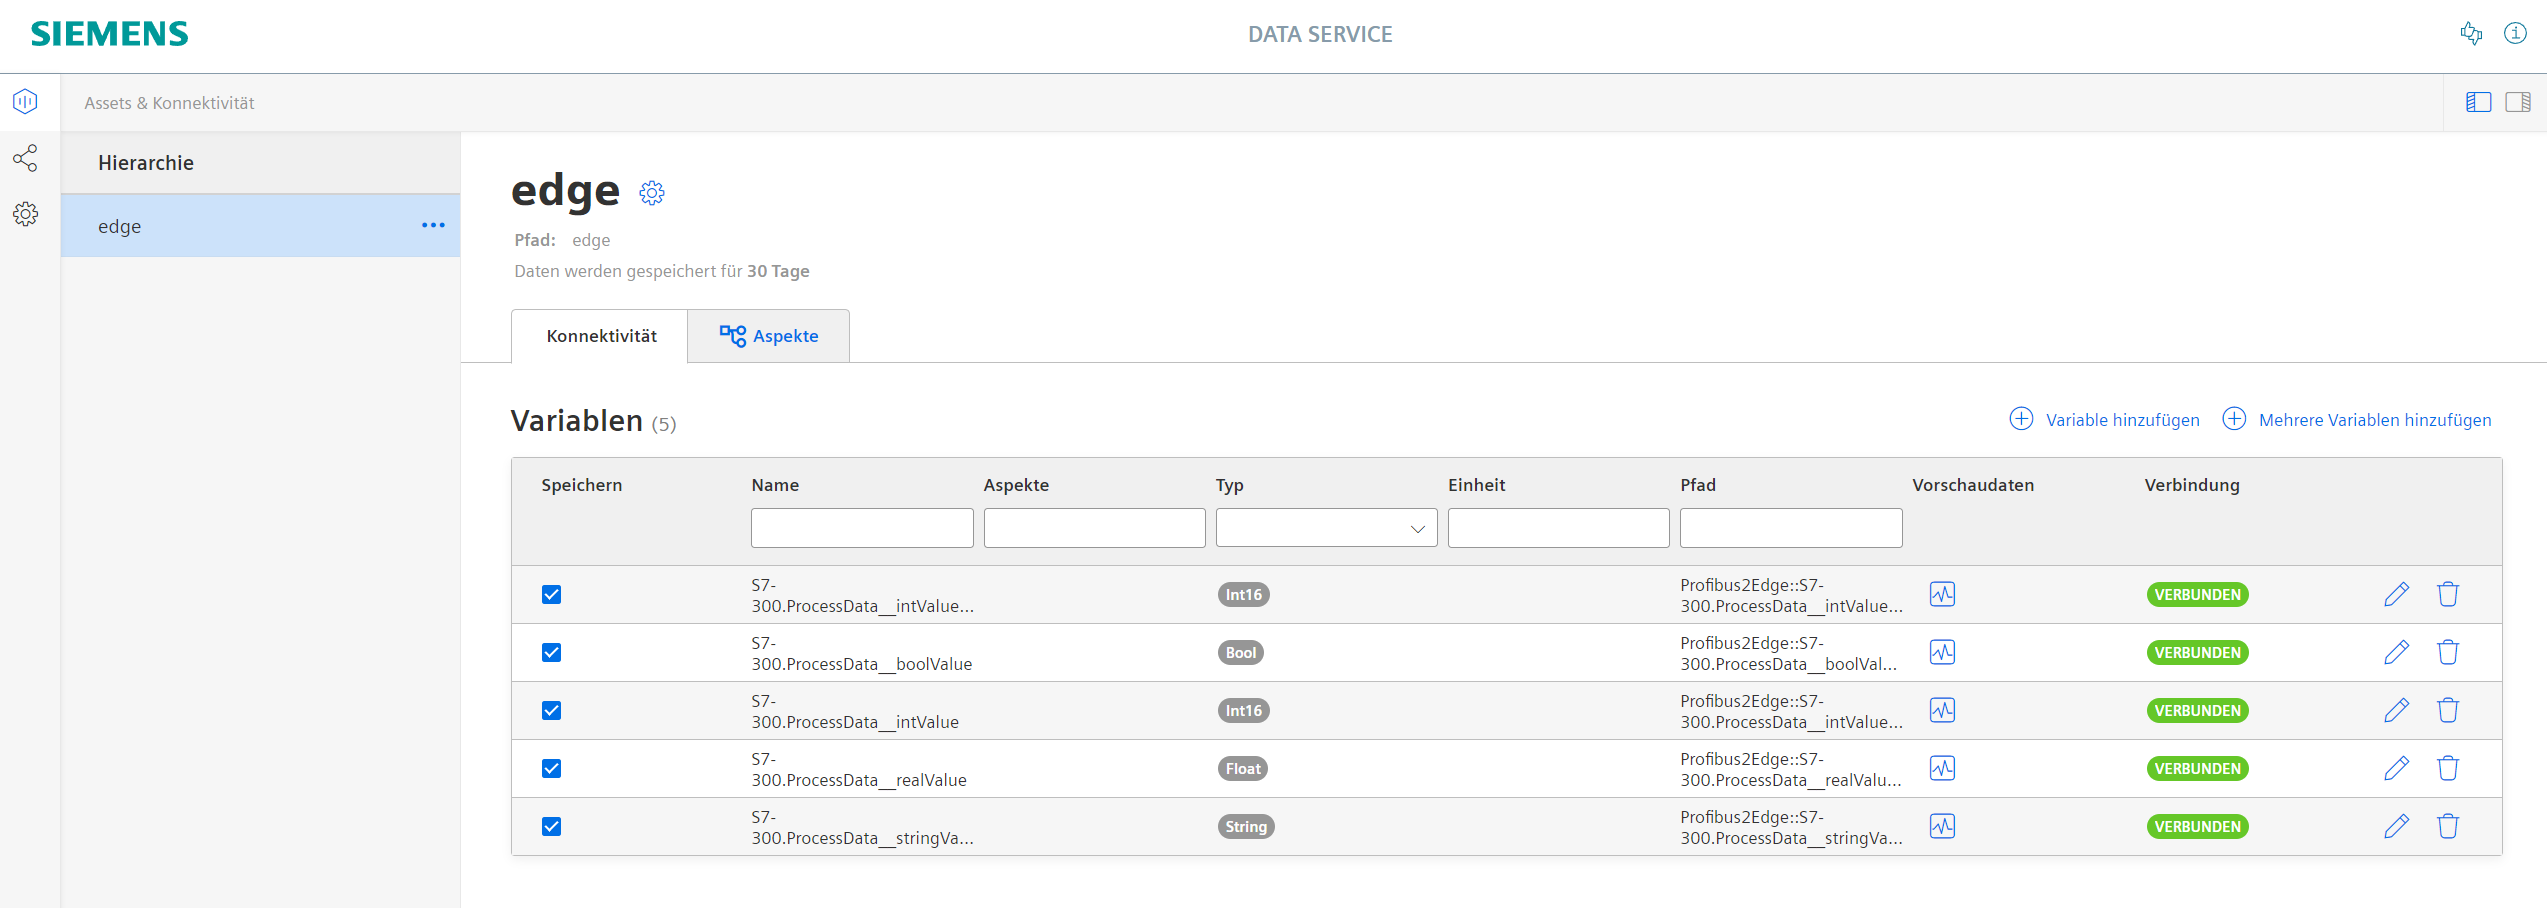 SIEMENS
DATA SERVICE
Assets & Konnektivität
Hierarchie
edge
edge
Pfad: edge
Daten werden gespeichert für 30 Tage
Konnektivität
Aspekte
Variablen (5)
Variable hinzufügen
Mehrere Variablen hinzufügen
Speichern Name Aspekte Typ Einheit Pfad Vorschaudaten Verbindung
S7-
300.ProcessData__intValue...
Int16
Profibus2Edge::S7-
300.ProcessData__intValue...
VERBUNDEN
S7-
300.ProcessData__boolValue
Bool
Profibus2Edge::S7-
300.ProcessData__boolVal...
VERBUNDEN
S7-
300.ProcessData__intValue
Int16
Profibus2Edge::S7-
300.ProcessData__intValue...
VERBUNDEN
S7-
300.ProcessData__realValue
Float
Profibus2Edge::S7-
300.ProcessData__realValu...
VERBUNDEN
S7-
300.ProcessData__stringVa...
String
Profibus2Edge::S7-
300.ProcessData__stringVa...
VERBUNDEN